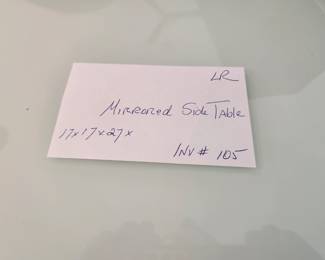 LR
Mirrored Side Table
17x17x27x
Inv # 105